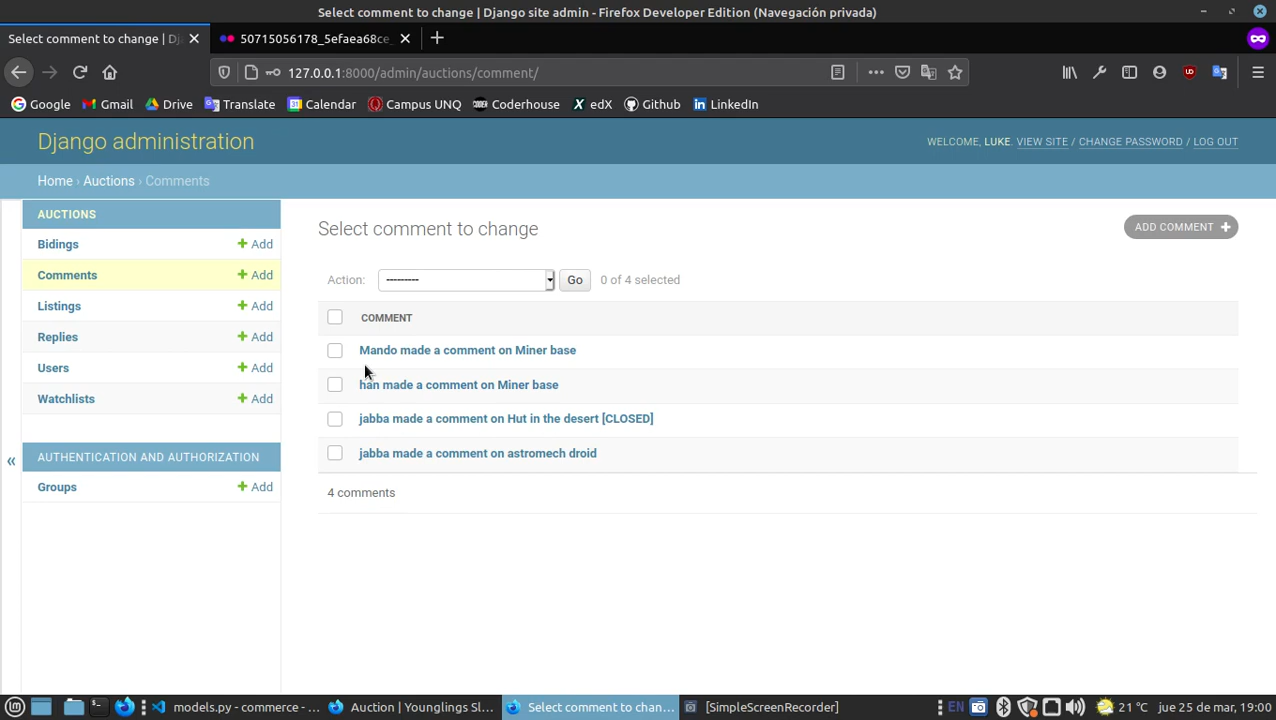 Select comment to change | Django site admin - Firefox Developer Edition (Navegación privada)
Select comment to change | Dj
50715056178_5efaea68ce_
127.0.0.1:8000/admin/auctions/comment/
Google Gmail Drive Translate Calendar Campus UNQ Coderhouse edX Github LinkedIn
Django administration
WELCOME, LUKE. VIEW SITE / CHANGE PASSWORD / LOG OUT
Home › Auctions › Comments
AUCTIONS
Bidings + Add
Comments + Add
Listings + Add
Replies + Add
Users + Add
Watchlists + Add
AUTHENTICATION AND AUTHORIZATION
Groups + Add
«
Select comment to change
ADD COMMENT +
Action: --------- Go 0 of 4 selected
COMMENT
Mando made a comment on Miner base
han made a comment on Miner base
jabba made a comment on Hut in the desert [CLOSED]
jabba made a comment on astromech droid
4 comments
models.py - commerce - ... Auction | Younglings Sl... Select comment to chan... [SimpleScreenRecorder] EN 21 °C jue 25 de mar, 19:00